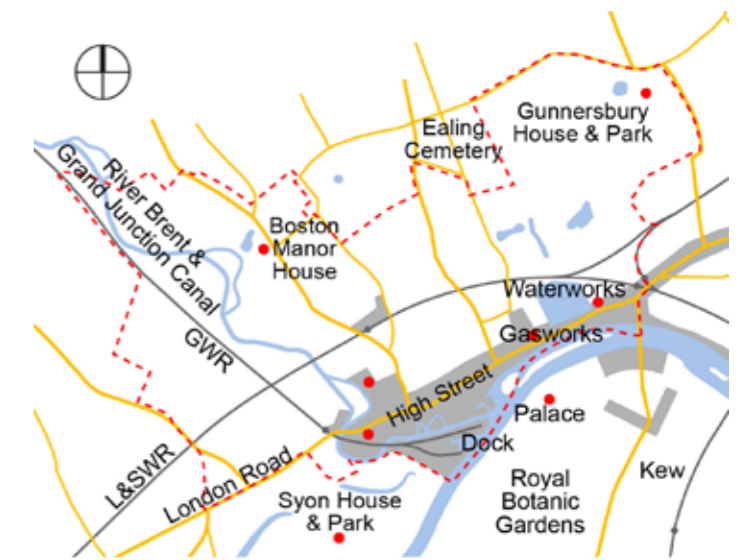 Gunnersbury
House & Park
Ealing
Cemetery
River Brent &
Grand Junction Canal
Boston
Manor
House
Waterworks
GWR
Gasworks
High Street
Palace
Dock
L&SWR
London Road
Royal
Botanic
Gardens
Kew
Syon House
& Park